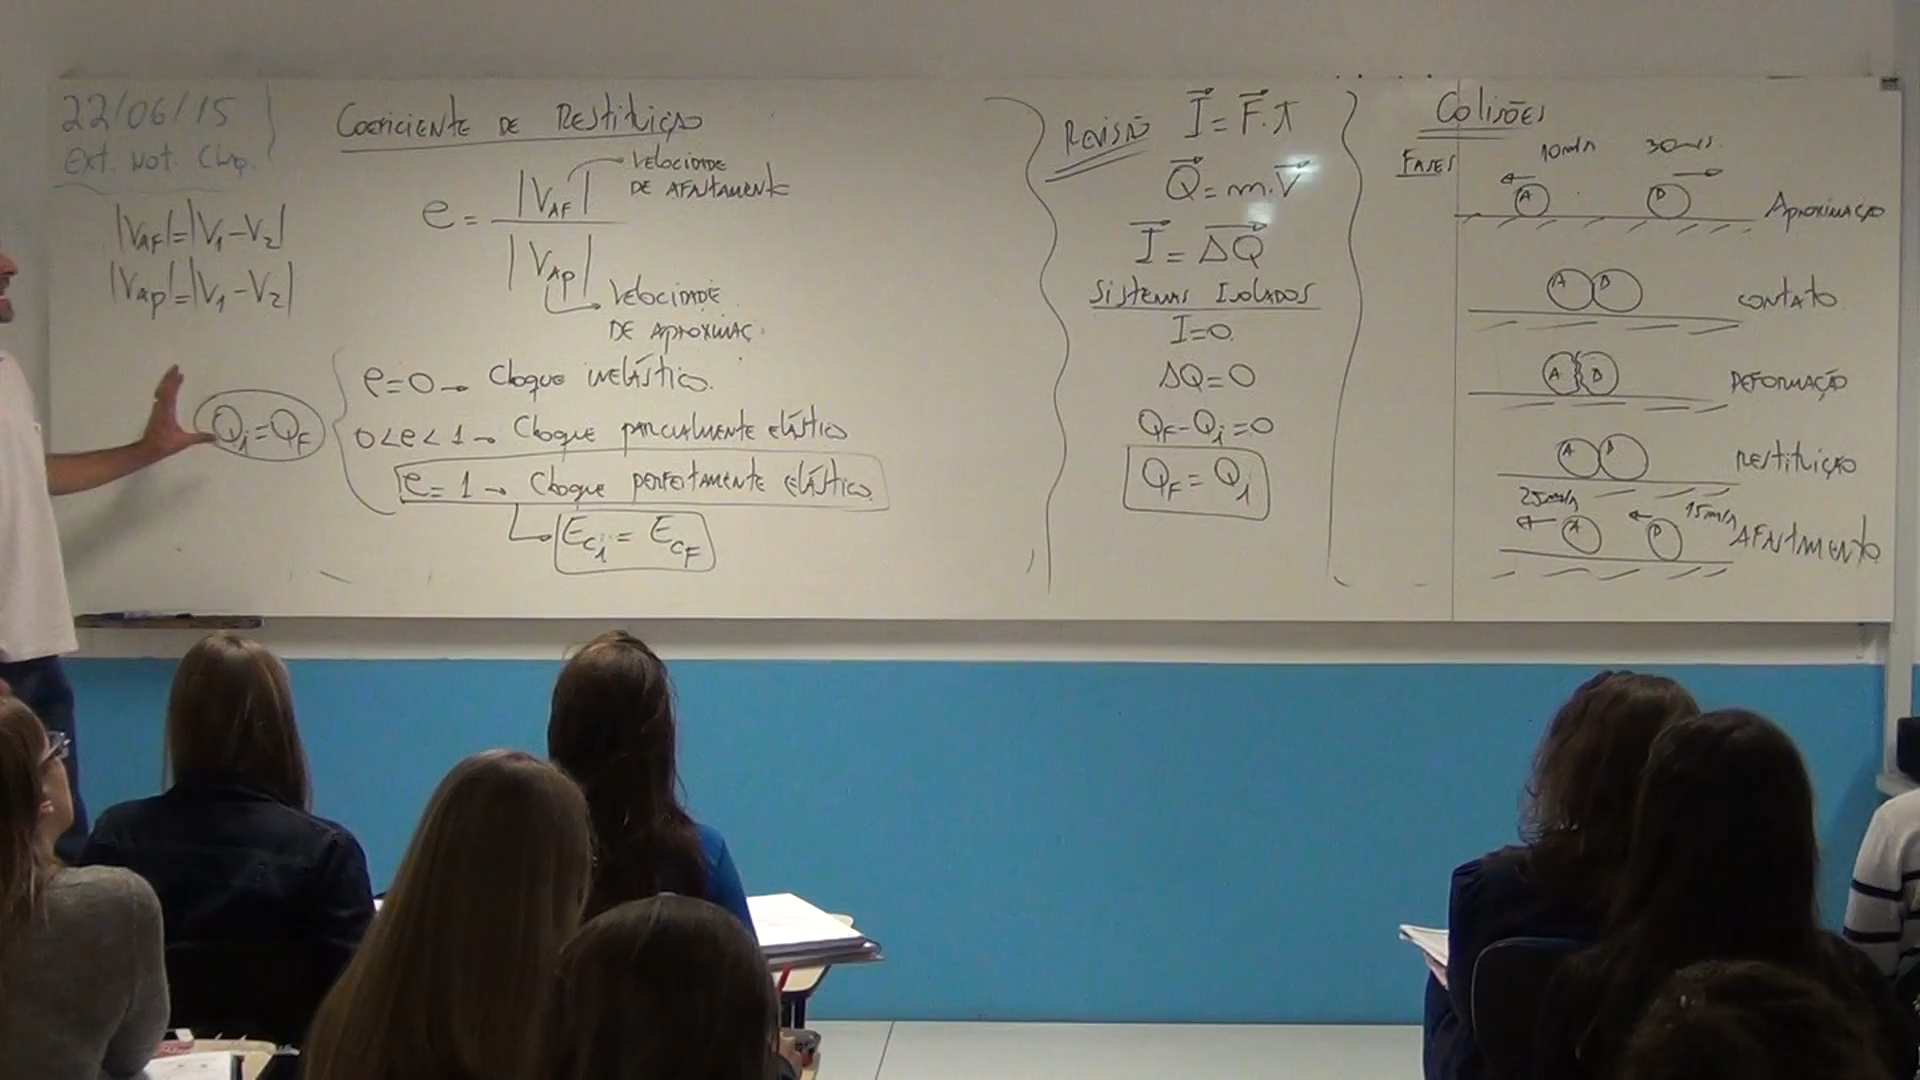 22/06/15
Ext. Not.
|VAF|=|V1-V2|
|VAp|=|V1-V2|
Qi=QF
COEFICIENTE DE RESTITUIÇÃO
e = |VAF| / |VAp|
VELOCIDADE
DE AFASTAMENTO
VELOCIDADE
DE APROXIMAÇ.
e=0 → Choque INELÁSTICO.
0<e<1 → Choque PARCIALMENTE ELÁSTICO
e=1 → Choque PERFEITAMENTE ELÁSTICO
ECi = ECF
REVISÃO
I = F.t
Q = m.V
I = ΔQ
SISTEMAS ISOLADOS
I=0
ΔQ=0
QF-Qi=0
QF = Qi
COLISÕES
FASES
10m/s 30m/s
A B APROXIMAÇÃO
A B CONTATO
A B DEFORMAÇÃO
A B RESTITUIÇÃO
25m/s 15m/s
A B AFASTAMENTO